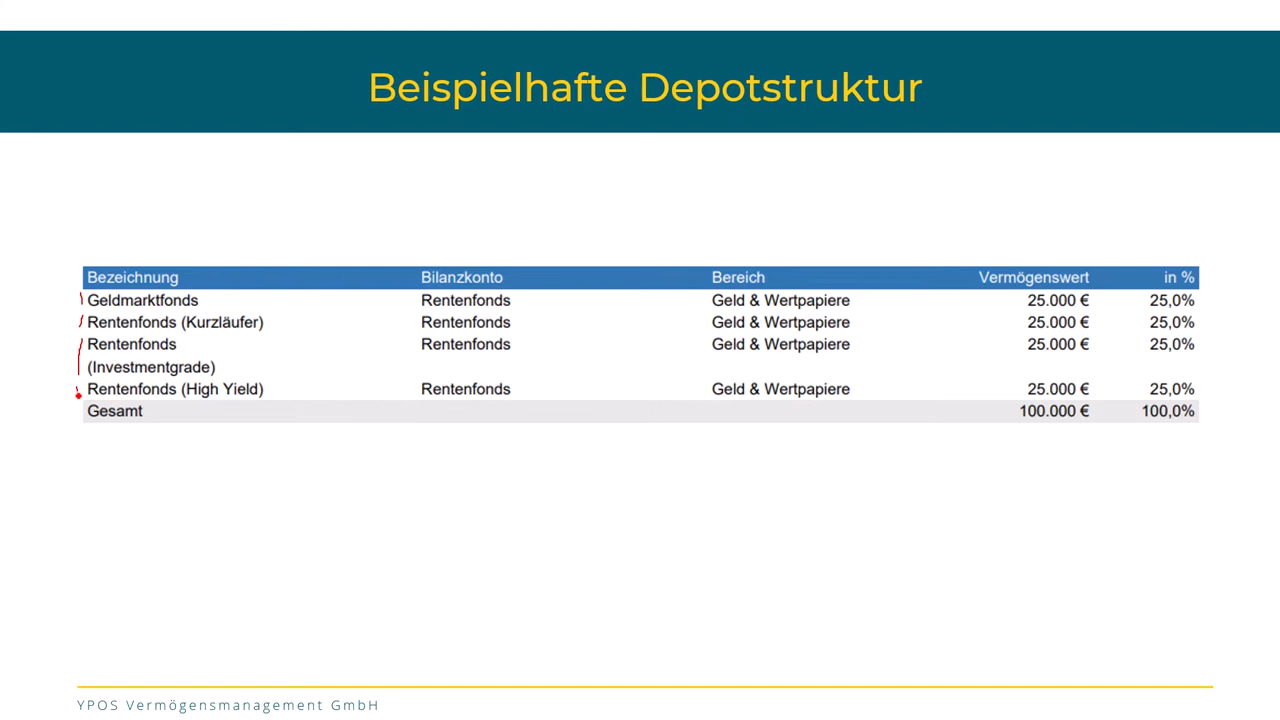 Beispielhafte Depotstruktur
Bezeichnung Bilanzkonto Bereich Vermögenswert in %
Geldmarktfonds Rentenfonds Geld & Wertpapiere 25.000 € 25,0%
Rentenfonds (Kurzläufer) Rentenfonds Geld & Wertpapiere 25.000 € 25,0%
Rentenfonds Rentenfonds Geld & Wertpapiere 25.000 € 25,0%
(Investmentgrade)
Rentenfonds (High Yield) Rentenfonds Geld & Wertpapiere 25.000 € 25,0%
Gesamt 100.000 € 100,0%
YPOS Vermögensmanagement GmbH